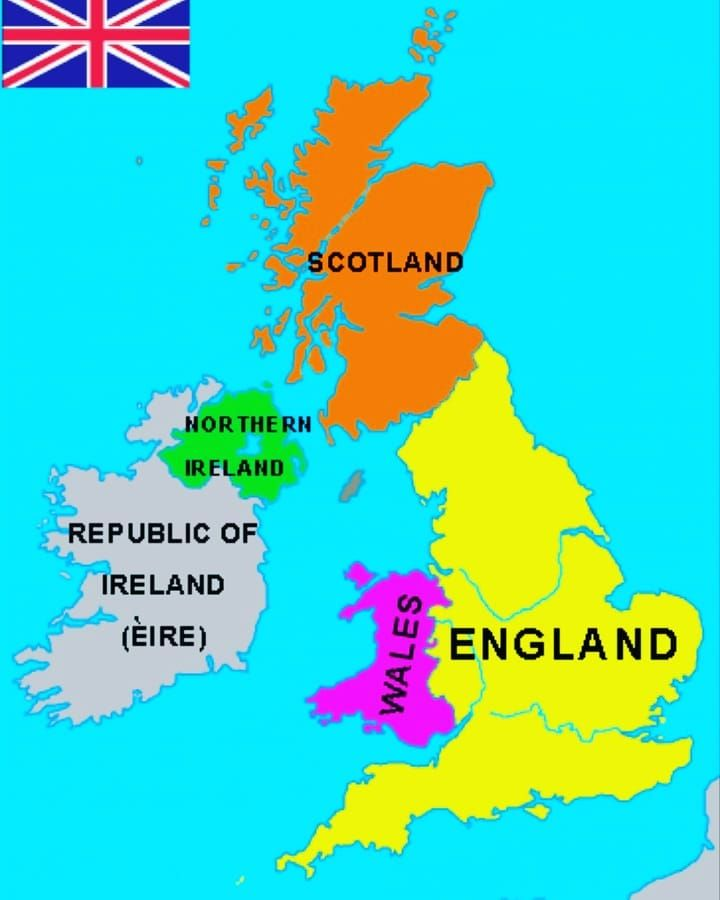 SCOTLAND
NORTHERN
IRELAND
REPUBLIC OF
IRELAND
(ÈIRE)
WALES
ENGLAND